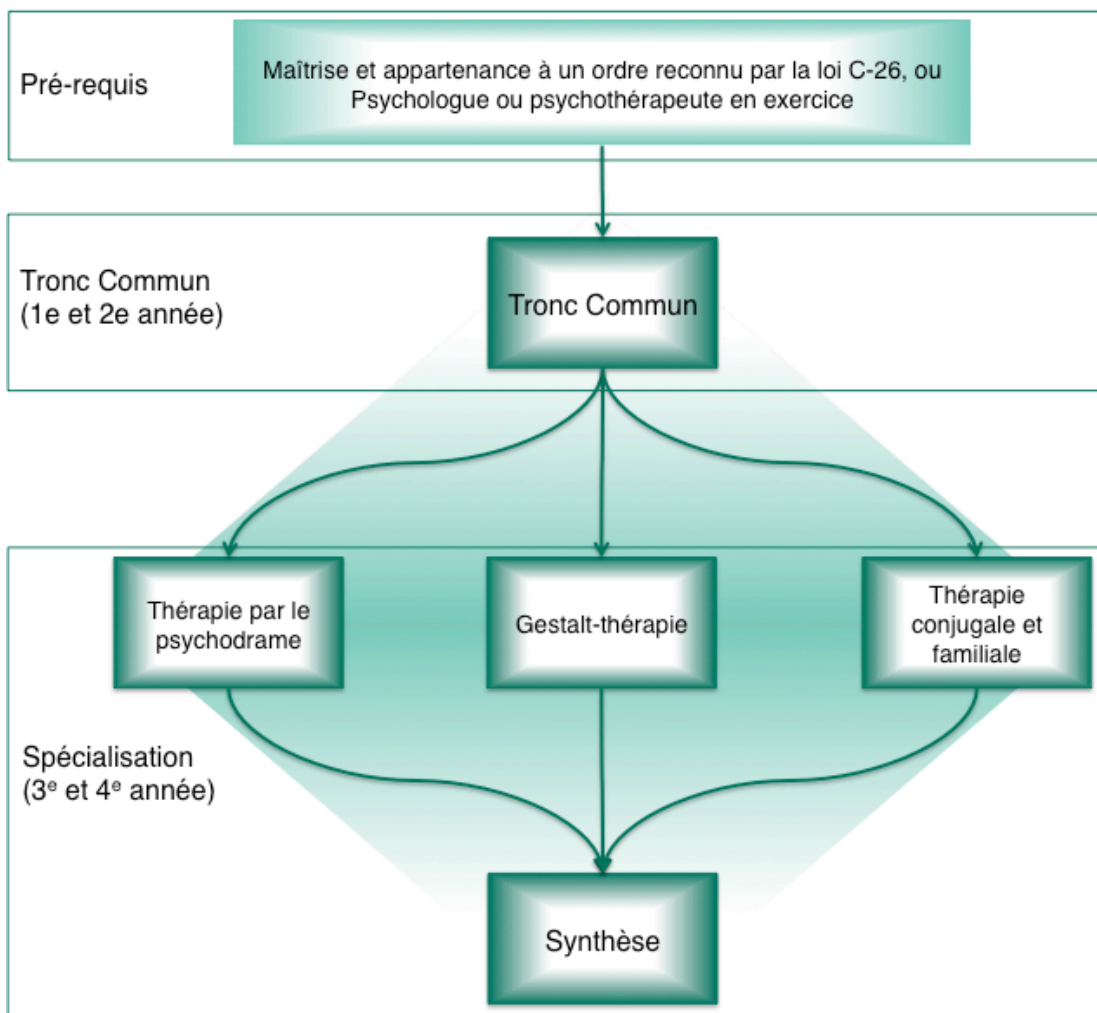 Pré-requis
Maîtrise et appartenance à un ordre reconnu par la loi C-26, ou
Psychologue ou psychothérapeute en exercice
Tronc Commun
(1e et 2e année)
Tronc Commun
Thérapie par le
psychodrame
Gestalt-thérapie
Thérapie
conjugale et
familiale
Spécialisation
(3ᵉ et 4ᵉ année)
Synthèse